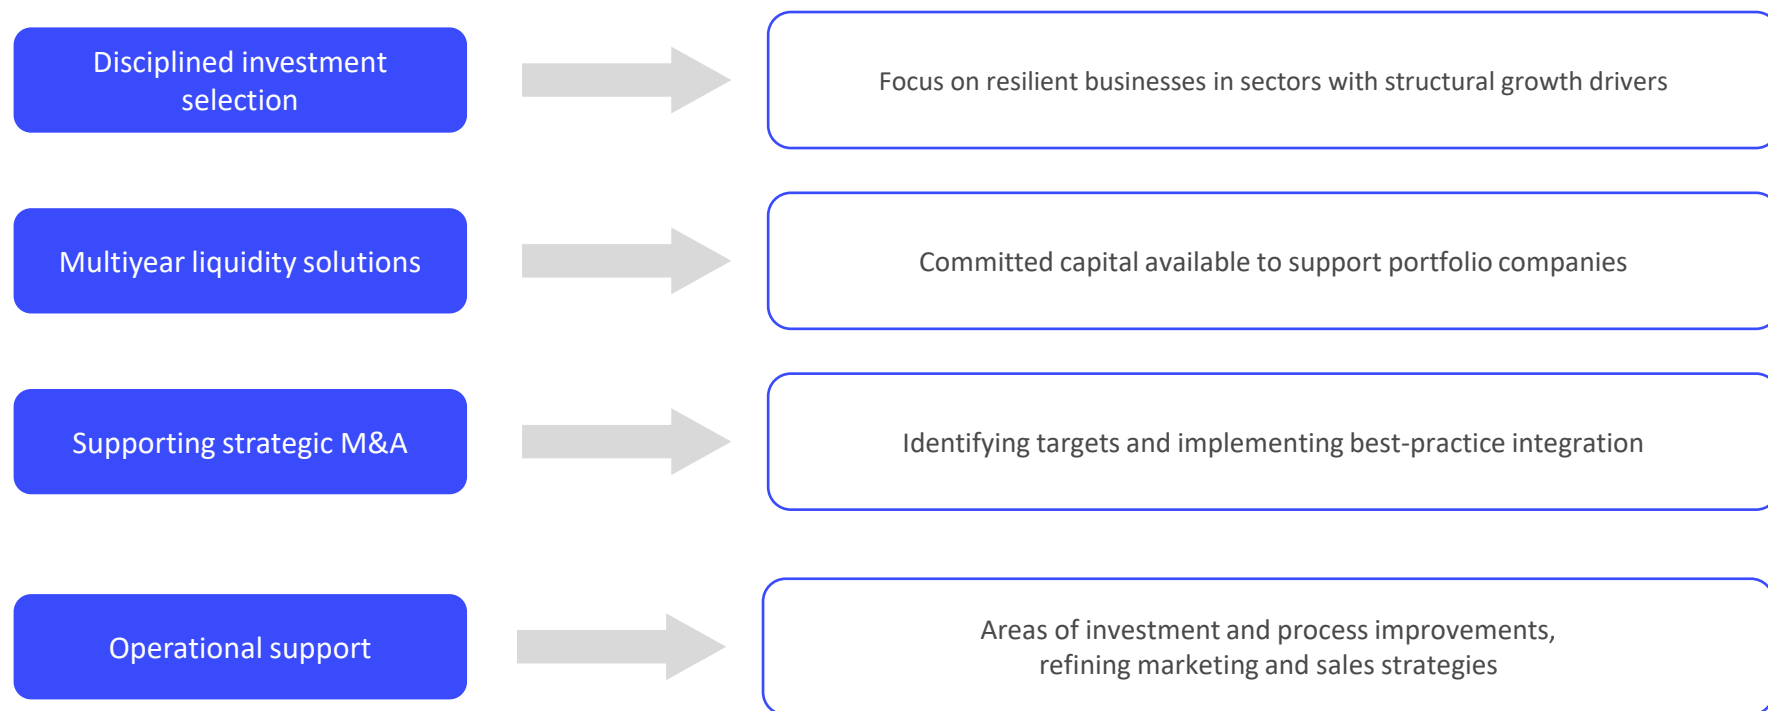 Disciplined investment
selection
Focus on resilient businesses in sectors with structural growth drivers
Multiyear liquidity solutions
Committed capital available to support portfolio companies
Supporting strategic M&A
Identifying targets and implementing best-practice integration
Operational support
Areas of investment and process improvements,
refining marketing and sales strategies